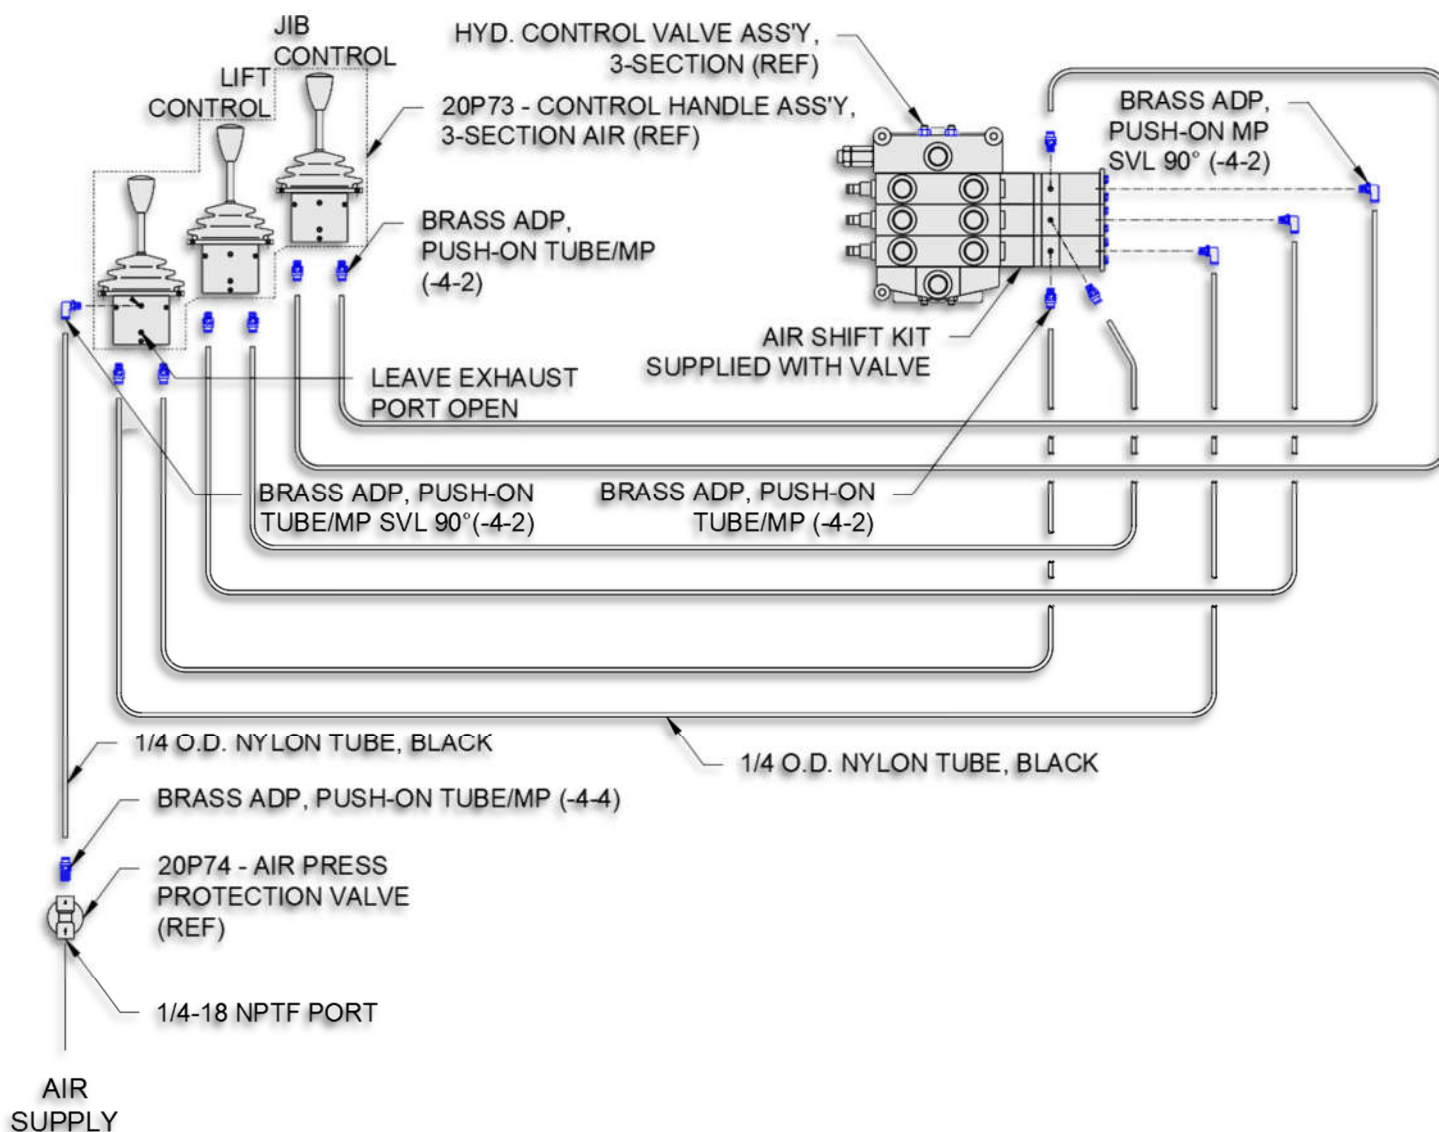 JIB
CONTROL
LIFT
CONTROL
HYD. CONTROL VALVE ASS'Y,
3-SECTION (REF)
20P73 - CONTROL HANDLE ASS'Y,
3-SECTION AIR (REF)
BRASS ADP,
PUSH-ON MP
SVL 90° (-4-2)
BRASS ADP,
PUSH-ON TUBE/MP
(-4-2)
AIR SHIFT KIT
SUPPLIED WITH VALVE
LEAVE EXHAUST
PORT OPEN
BRASS ADP, PUSH-ON
TUBE/MP SVL 90°(-4-2)
BRASS ADP, PUSH-ON
TUBE/MP (-4-2)
1/4 O.D. NYLON TUBE, BLACK
1/4 O.D. NYLON TUBE, BLACK
BRASS ADP, PUSH-ON TUBE/MP (-4-4)
20P74 - AIR PRESS
PROTECTION VALVE
(REF)
1/4-18 NPTF PORT
AIR
SUPPLY